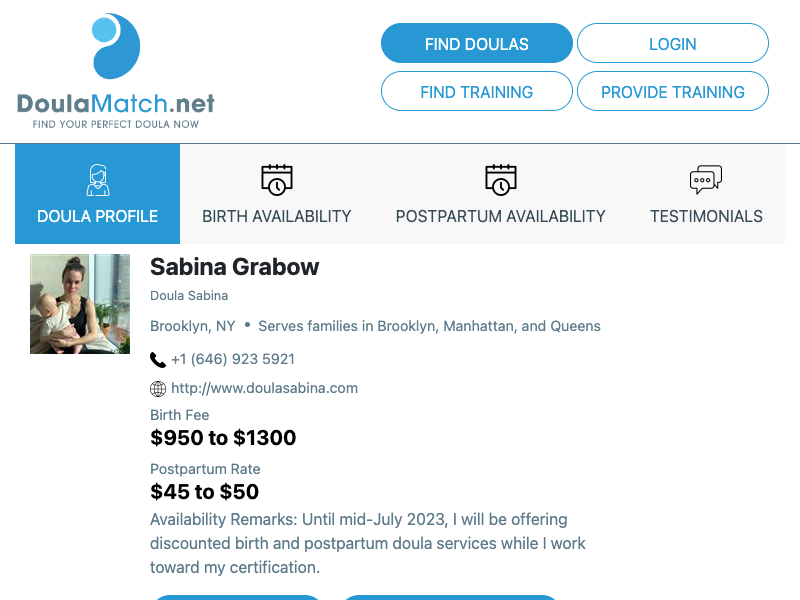 DoulaMatch.net
FIND YOUR PERFECT DOULA NOW
FIND DOULAS
LOGIN
FIND TRAINING
PROVIDE TRAINING
DOULA PROFILE
BIRTH AVAILABILITY
POSTPARTUM AVAILABILITY
TESTIMONIALS
Sabina Grabow
Doula Sabina
Brooklyn, NY • Serves families in Brooklyn, Manhattan, and Queens
+1 (646) 923 5921
http://www.doulasabina.com
Birth Fee
$950 to $1300
Postpartum Rate
$45 to $50
Availability Remarks: Until mid-July 2023, I will be offering
discounted birth and postpartum doula services while I work
toward my certification.